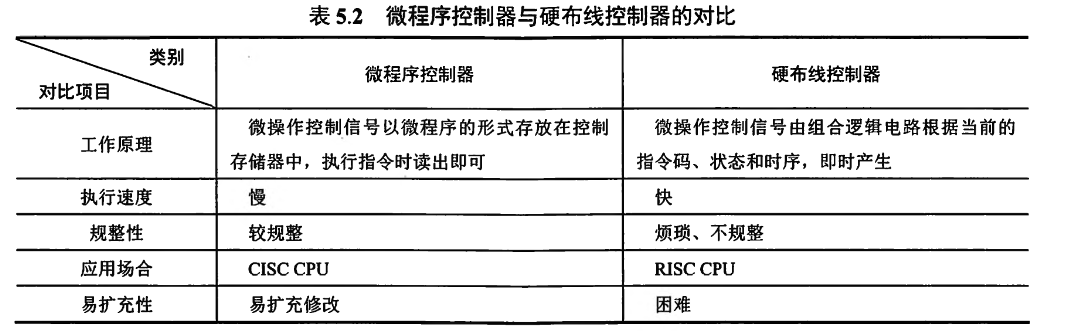 表 5.2 微程序控制器与硬布线控制器的对比
类别
对比项目
微程序控制器
硬布线控制器
工作原理
微操作控制信号以微程序的形式存放在控制
存储器中，执行指令时读出即可
微操作控制信号由组合逻辑电路根据当前的
指令码、状态和时序，即时产生
执行速度
慢
快
规整性
较规整
烦琐、不规整
应用场合
CISC CPU
RISC CPU
易扩充性
易扩充修改
困难